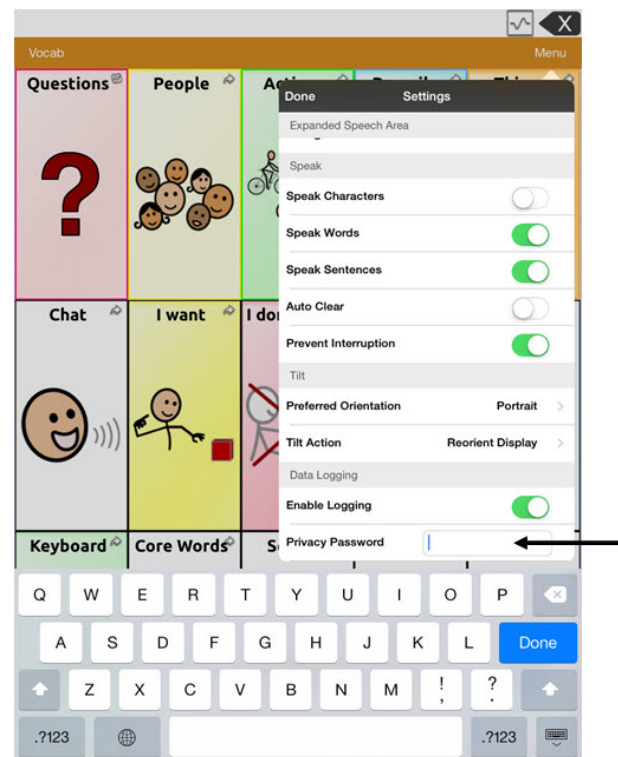 X
Vocab Menu
Questions People
Done Settings
Expanded Speech Area
Speak
Speak Characters
Speak Words
Speak Sentences
Auto Clear
Prevent Interruption
Tilt
Preferred Orientation Portrait
Tilt Action Reorient Display
Data Logging
Enable Logging
Privacy Password
Chat I want I do
Keyboard Core Words
Q W E R T Y U I O P
A S D F G H J K L Done
Z X C V B N M ! , ? .
.?123 .?123